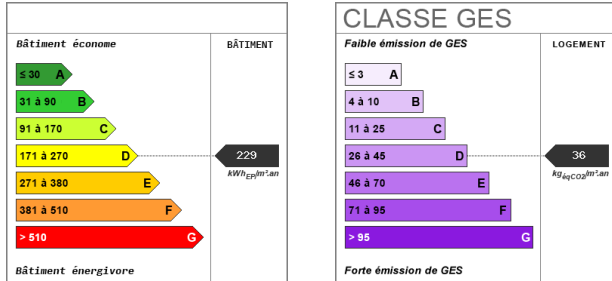 Bâtiment économe
BÂTIMENT
≤ 30 A
31 à 90 B
91 à 170 C
171 à 270 D
229
kWhEP/m².an
271 à 380 E
381 à 510 F
> 510 G
Bâtiment énergivore
CLASSE GES
Faible émission de GES
LOGEMENT
≤ 3 A
4 à 10 B
11 à 25 C
26 à 45 D
36
kgéqCO2/m².an
46 à 70 E
71 à 95 F
> 95 G
Forte émission de GES